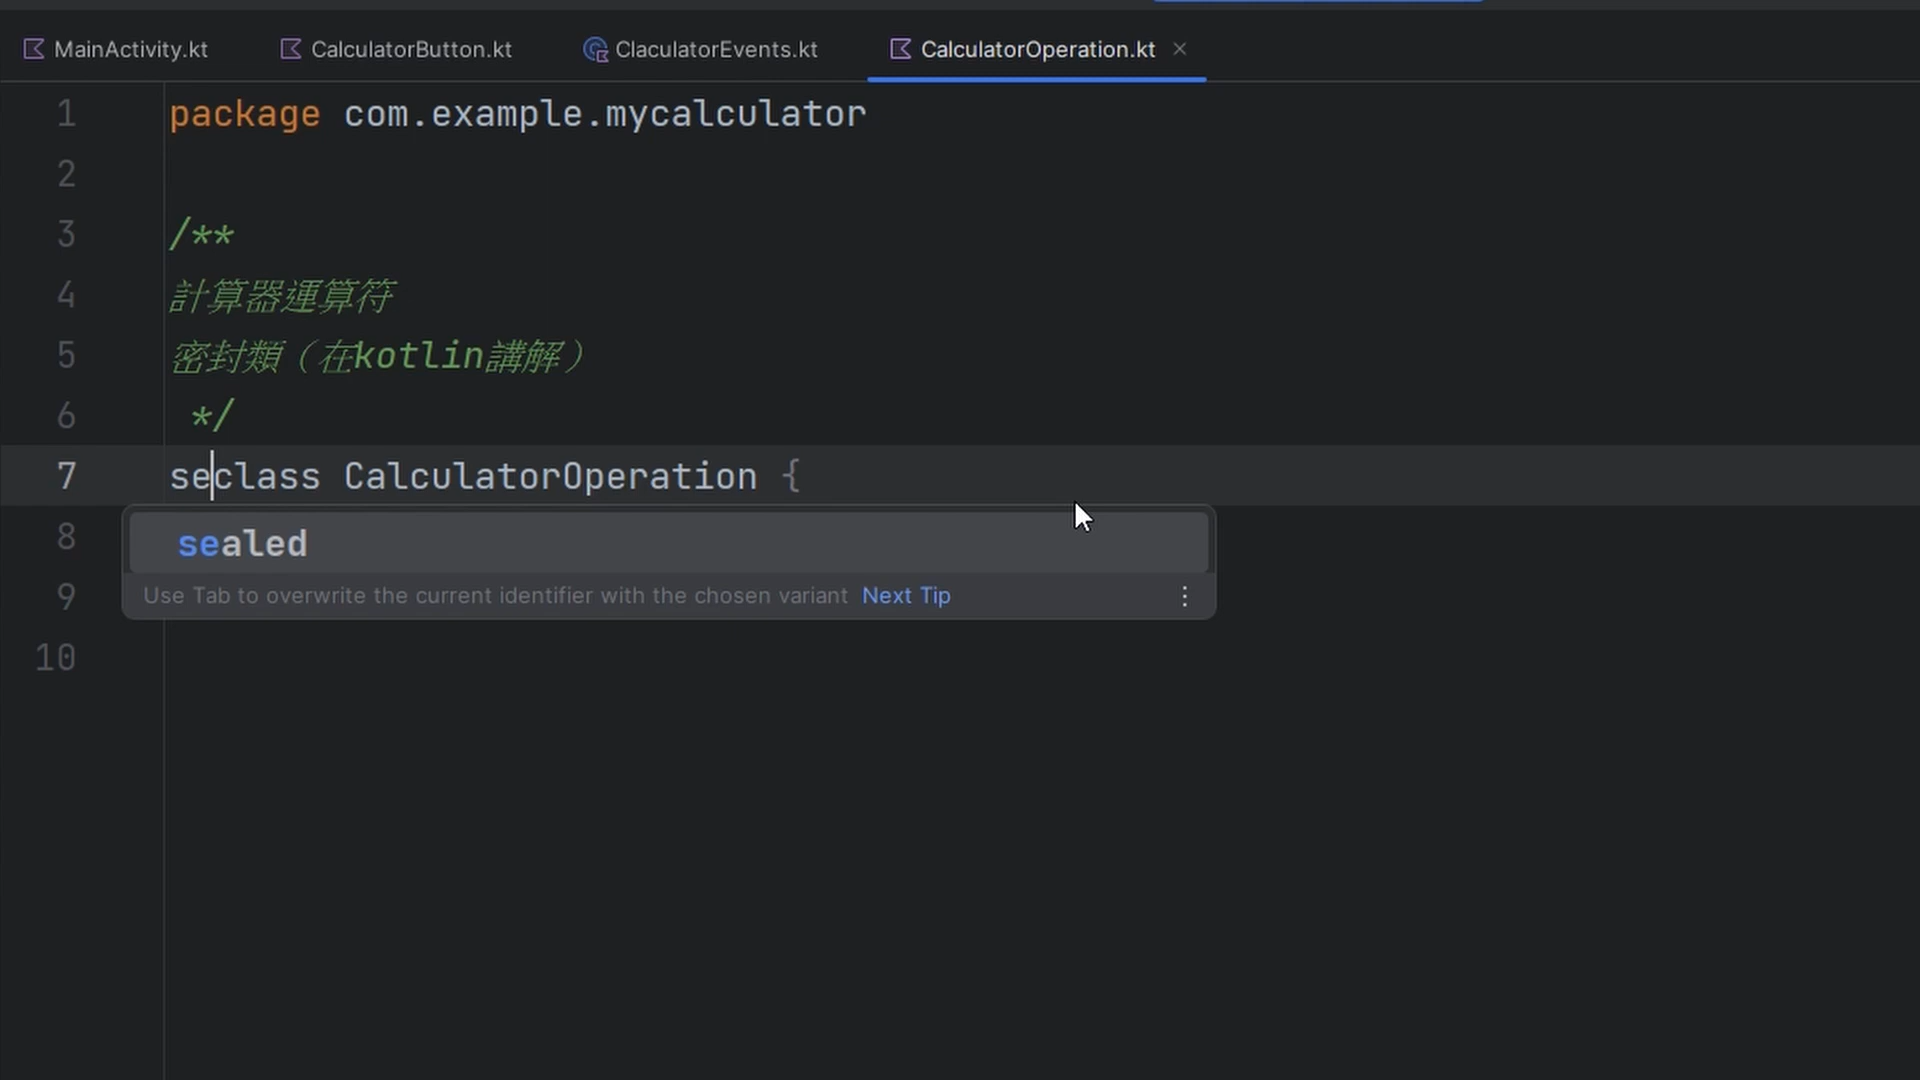 MainActivity.kt CalculatorButton.kt ClaculatorEvents.kt CalculatorOperation.kt
1 package com.example.mycalculator
2
3 /**
4 計算器運算符
5 密封類（在kotlin講解）
6 */
7 seclass CalculatorOperation {
8 sealed
9 Use Tab to overwrite the current identifier with the chosen variant Next Tip
10